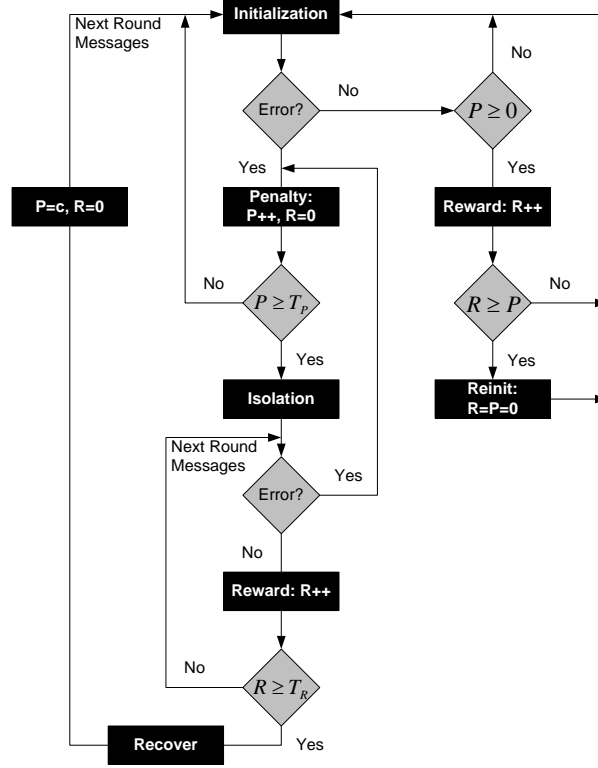 Next Round
Messages
Initialization
No
No
Error?
P ≥ 0
Yes
Yes
P=c, R=0
Penalty:
P++, R=0
Reward: R++
No
P ≥ T_P
R ≥ P
No
Yes
Yes
Isolation
Reinit:
R=P=0
Next Round
Messages
Error?
Yes
No
Reward: R++
No
R ≥ T_R
Recover
Yes